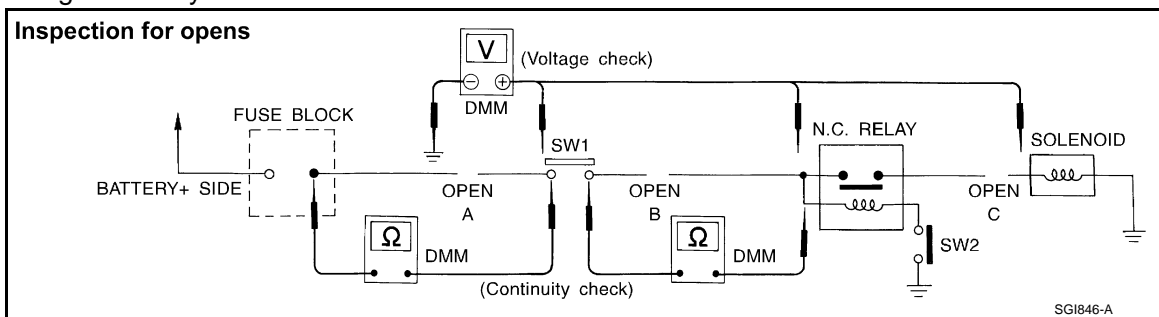 Inspection for opens
V
(Voltage check)
− +
DMM
FUSE BLOCK
N.C. RELAY
SW1
SOLENOID
BATTERY+ SIDE
OPEN
A
OPEN
B
OPEN
C
Ω
DMM
Ω
DMM
SW2
(Continuity check)
SGI846-A